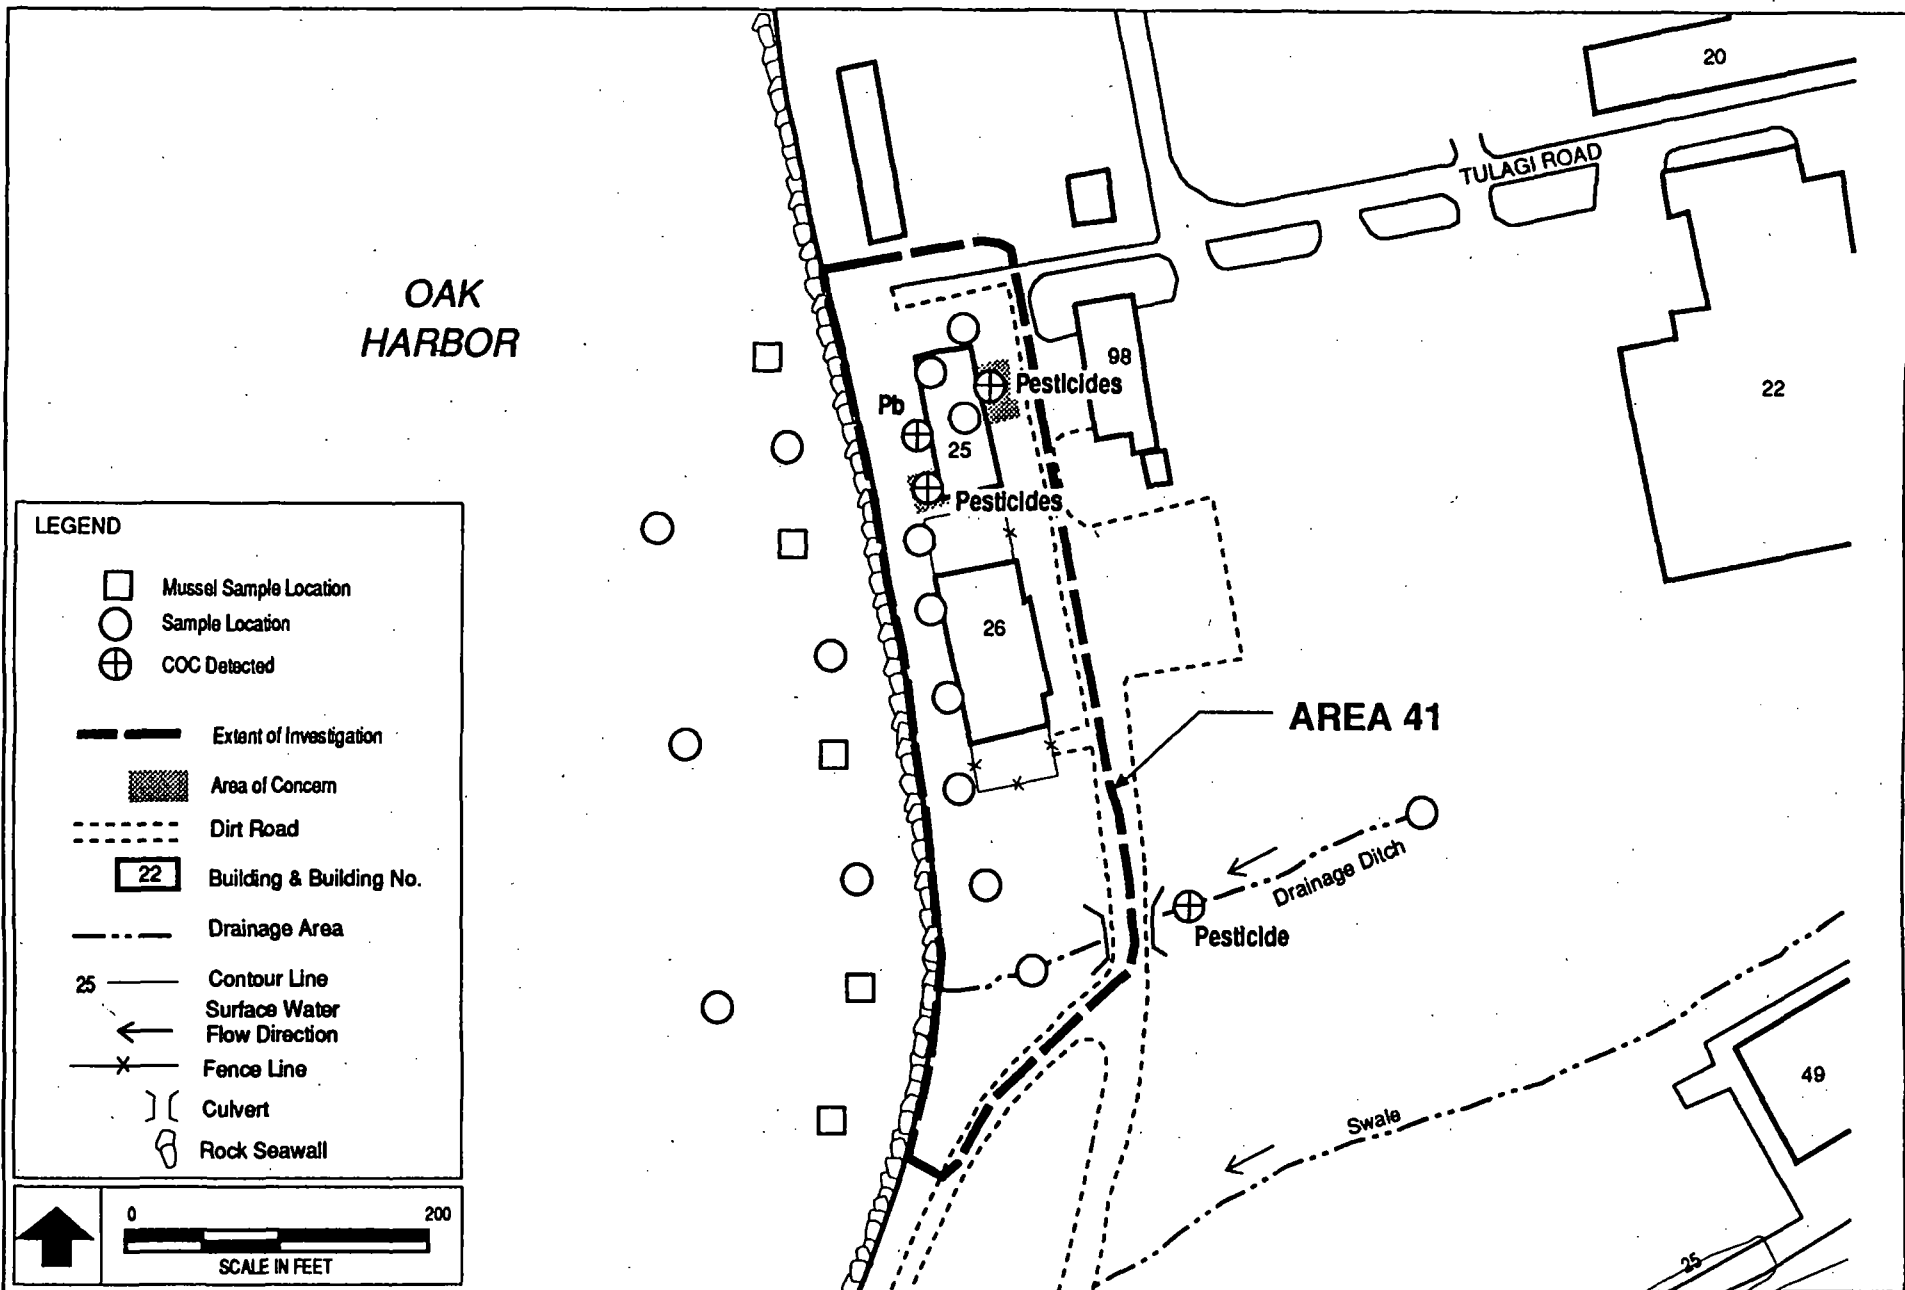 20
TULAGI ROAD
OAK
HARBOR
98
Pesticides
22
Pb
25
Pesticides
26
AREA 41
Drainage Ditch
Pesticide
49
Swale
25
LEGEND
Mussel Sample Location
Sample Location
COC Detected
Extent of Investigation
Area of Concern
Dirt Road
22 Building & Building No.
Drainage Area
25 Contour Line
Surface Water
Flow Direction
Fence Line
Culvert
Rock Seawall
0 200
SCALE IN FEET